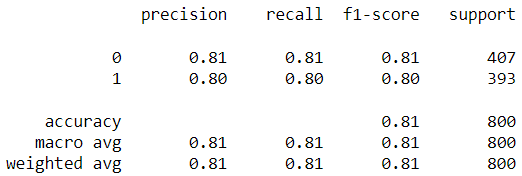 precision recall f1-score support
0 0.81 0.81 0.81 407
1 0.80 0.80 0.80 393
accuracy 0.81 800
macro avg 0.81 0.81 0.81 800
weighted avg 0.81 0.81 0.81 800